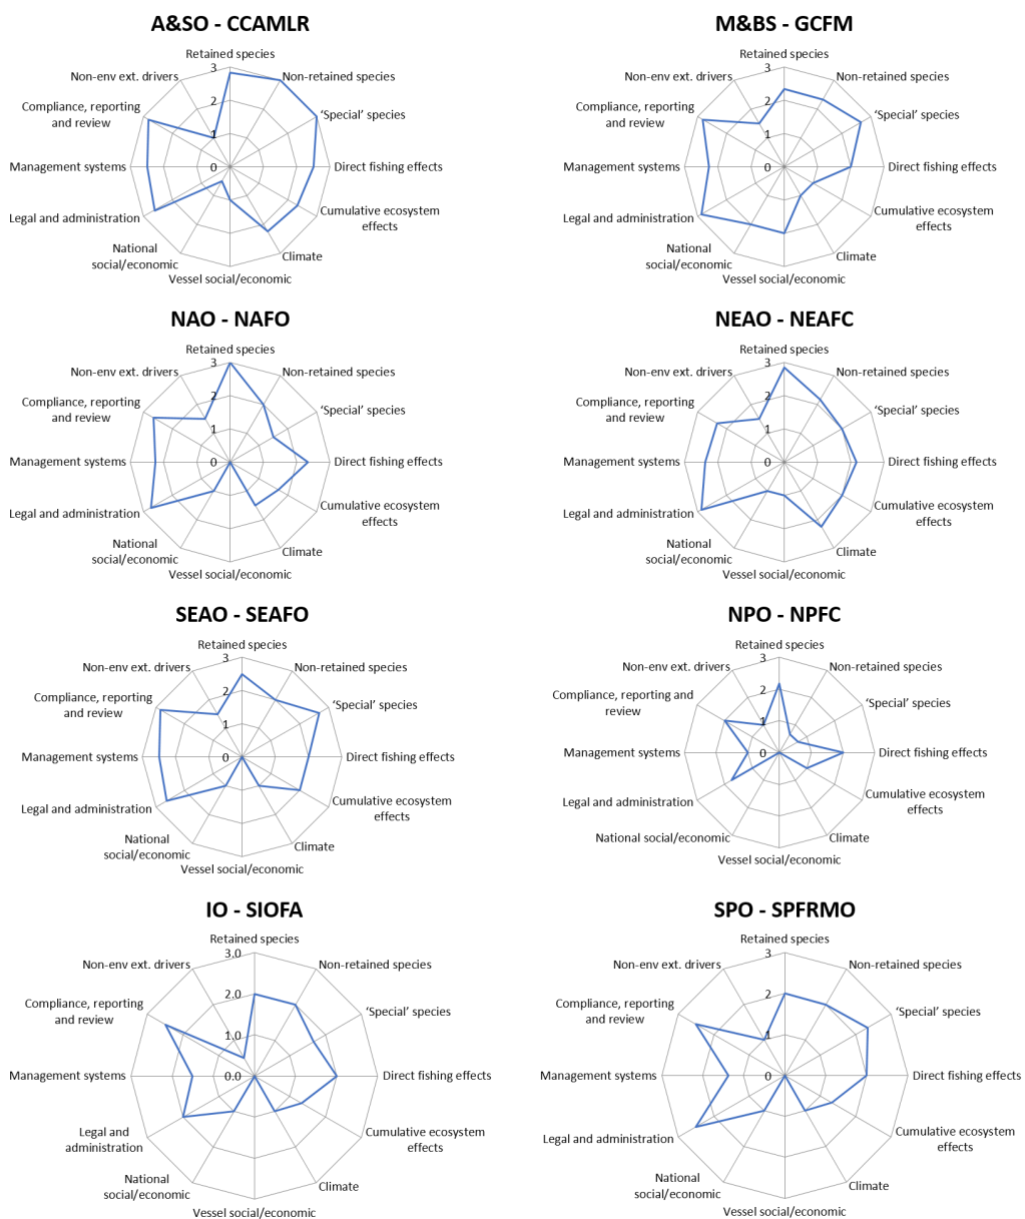 A&SO - CCAMLR
Retained species
Non-env ext. drivers
3
Non-retained species
Compliance, reporting
and review
2
'Special' species
1
Management systems
0
Direct fishing effects
Legal and administration
Cumulative ecosystem
effects
National
social/economic
Climate
Vessel social/economic
M&BS - GCFM
Retained species
Non-env ext. drivers
3
Non-retained species
Compliance, reporting
and review
2
'Special' species
1
Management systems
0
Direct fishing effects
Legal and administration
Cumulative ecosystem
effects
National
social/economic
Climate
Vessel social/economic
NAO - NAFO
Retained species
Non-env ext. drivers
3
Non-retained species
Compliance, reporting
and review
2
'Special' species
1
Management systems
0
Direct fishing effects
Legal and administration
Cumulative ecosystem
effects
National
social/economic
Climate
Vessel social/economic
NEAO - NEAFC
Retained species
Non-env ext. drivers
3
Non-retained species
Compliance, reporting
and review
2
'Special' species
1
Management systems
0
Direct fishing effects
Legal and administration
Cumulative ecosystem
effects
National
social/economic
Climate
Vessel social/economic
SEAO - SEAFO
Retained species
Non-env ext. drivers
3
Non-retained species
Compliance, reporting
and review
2
'Special' species
1
Management systems
0
Direct fishing effects
Legal and administration
Cumulative ecosystem
effects
National
social/economic
Climate
Vessel social/economic
NPO - NPFC
Retained species
Non-env ext. drivers
3
Non-retained species
Compliance, reporting and
review
2
'Special' species
1
Management systems
0
Direct fishing effects
Legal and administration
Cumulative ecosystem
effects
National social/economic
Climate
Vessel social/economic
IO - SIOFA
Retained species
Non-env ext. drivers
3.0
Non-retained species
Compliance, reporting
and review
2.0
'Special' species
1.0
Management systems
0.0
Direct fishing effects
Legal and
administration
Cumulative ecosystem
effects
National
social/economic
Climate
Vessel social/economic
SPO - SPFRMO
Retained species
Non-env ext. drivers
3
Non-retained species
Compliance, reporting
and review
2
'Special' species
1
Management systems
0
Direct fishing effects
Legal and administration
Cumulative ecosystem
effects
National
social/economic
Climate
Vessel social/economic